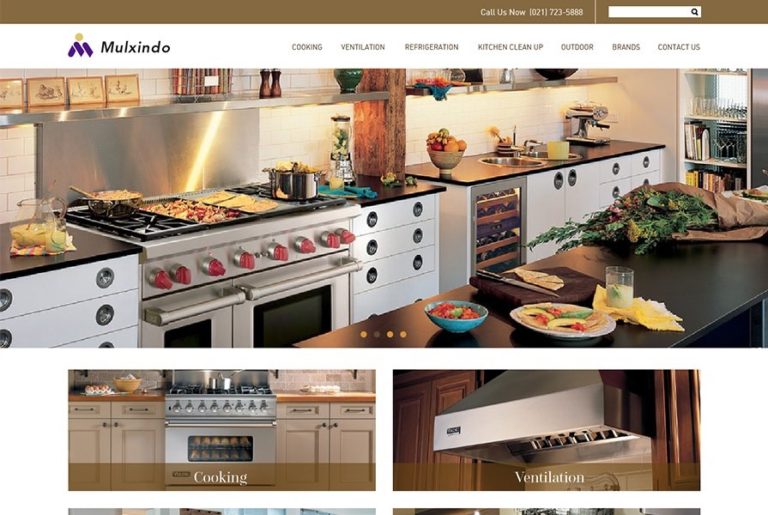 Call Us Now (021) 723-5888
Mulxindo
COOKING VENTILATION REFRIGERATION KITCHEN CLEAN UP OUTDOOR BRANDS CONTACT US
Cooking
Ventilation